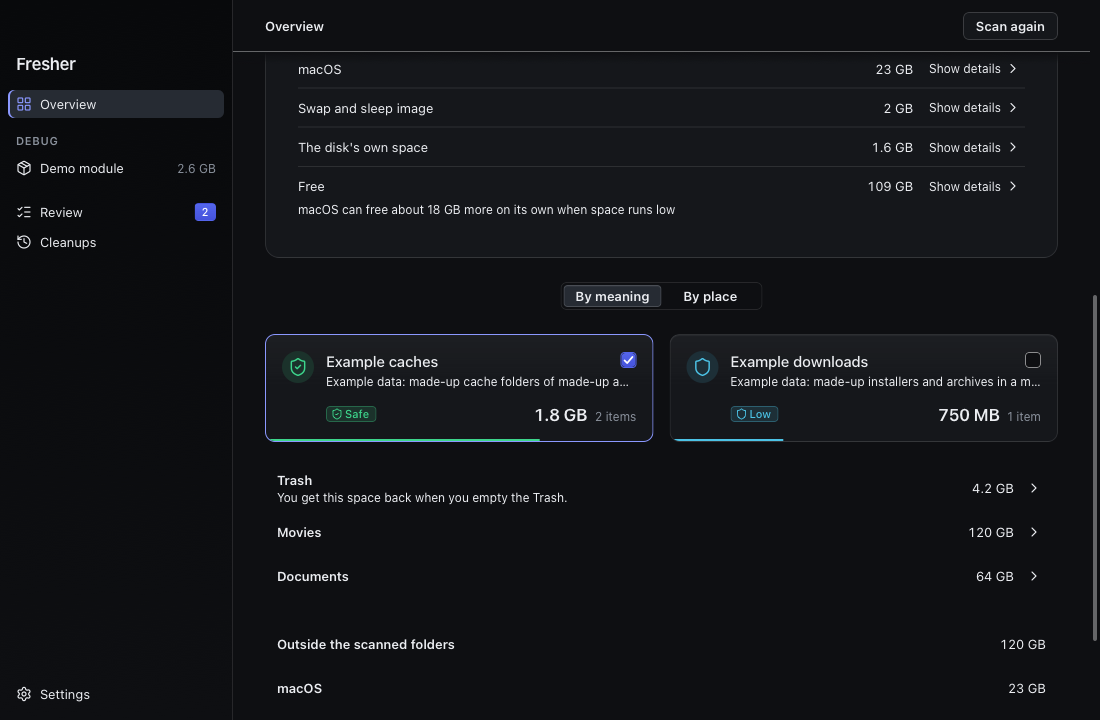 Fresher
Overview
DEBUG
Demo module 2.6 GB
Review 2
Cleanups
Settings
Overview
Scan again
macOS 23 GB Show details
Swap and sleep image 2 GB Show details
The disk's own space 1.6 GB Show details
Free 109 GB Show details
macOS can free about 18 GB more on its own when space runs low
By meaning By place
Example caches
Example data: made-up cache folders of made-up a...
Safe 1.8 GB 2 items
Example downloads
Example data: made-up installers and archives in a m...
Low 750 MB 1 item
Trash
You get this space back when you empty the Trash.
4.2 GB
Movies 120 GB
Documents 64 GB
Outside the scanned folders 120 GB
macOS 23 GB